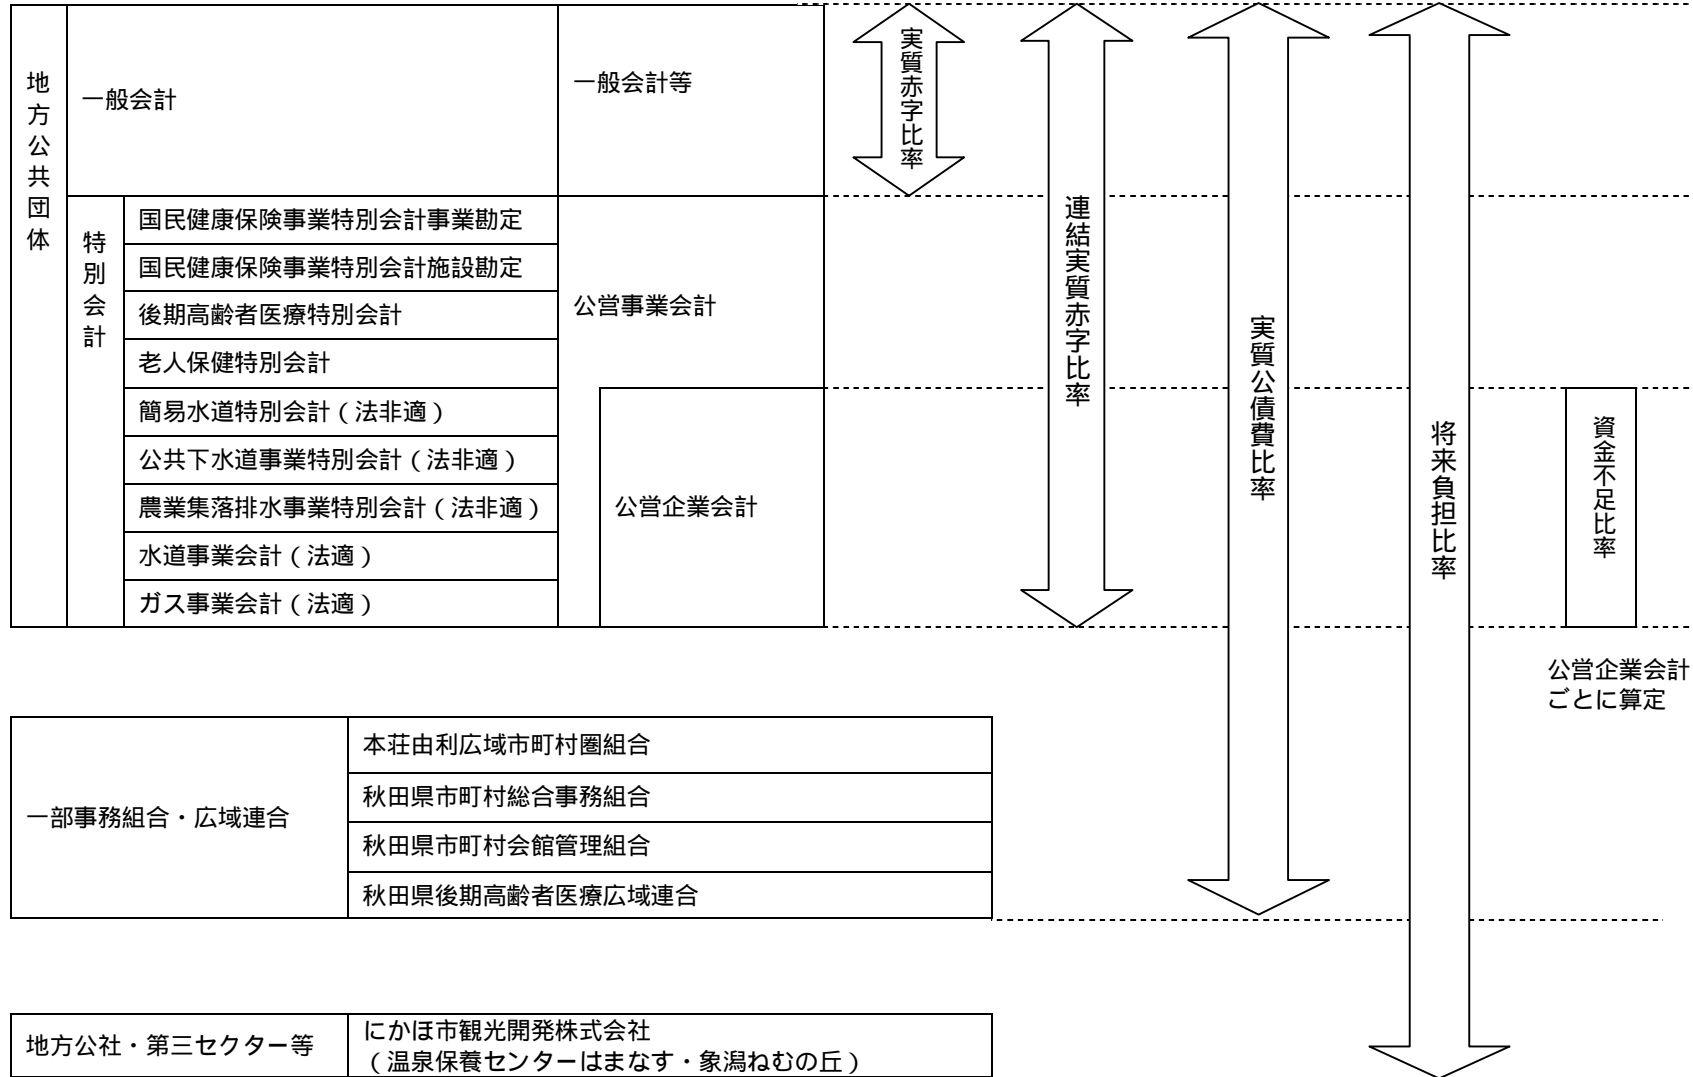 地方公共団体
一般会計
一般会計等
特別会計
国民健康保険事業特別会計事業勘定
国民健康保険事業特別会計施設勘定
後期高齢者医療特別会計
老人保健特別会計
簡易水道特別会計（法非適）
公共下水道事業特別会計（法非適）
農業集落排水事業特別会計（法非適）
水道事業会計（法適）
ガス事業会計（法適）
公営事業会計
公営企業会計
実質赤字比率
連結実質赤字比率
実質公債費比率
将来負担比率
資金不足比率
公営企業会計
ごとに算定
一部事務組合・広域連合
本荘由利広域市町村圏組合
秋田県市町村総合事務組合
秋田県市町村会館管理組合
秋田県後期高齢者医療広域連合
地方公社・第三セクター等
にかほ市観光開発株式会社
（温泉保養センターはまなす・象潟ねむの丘）